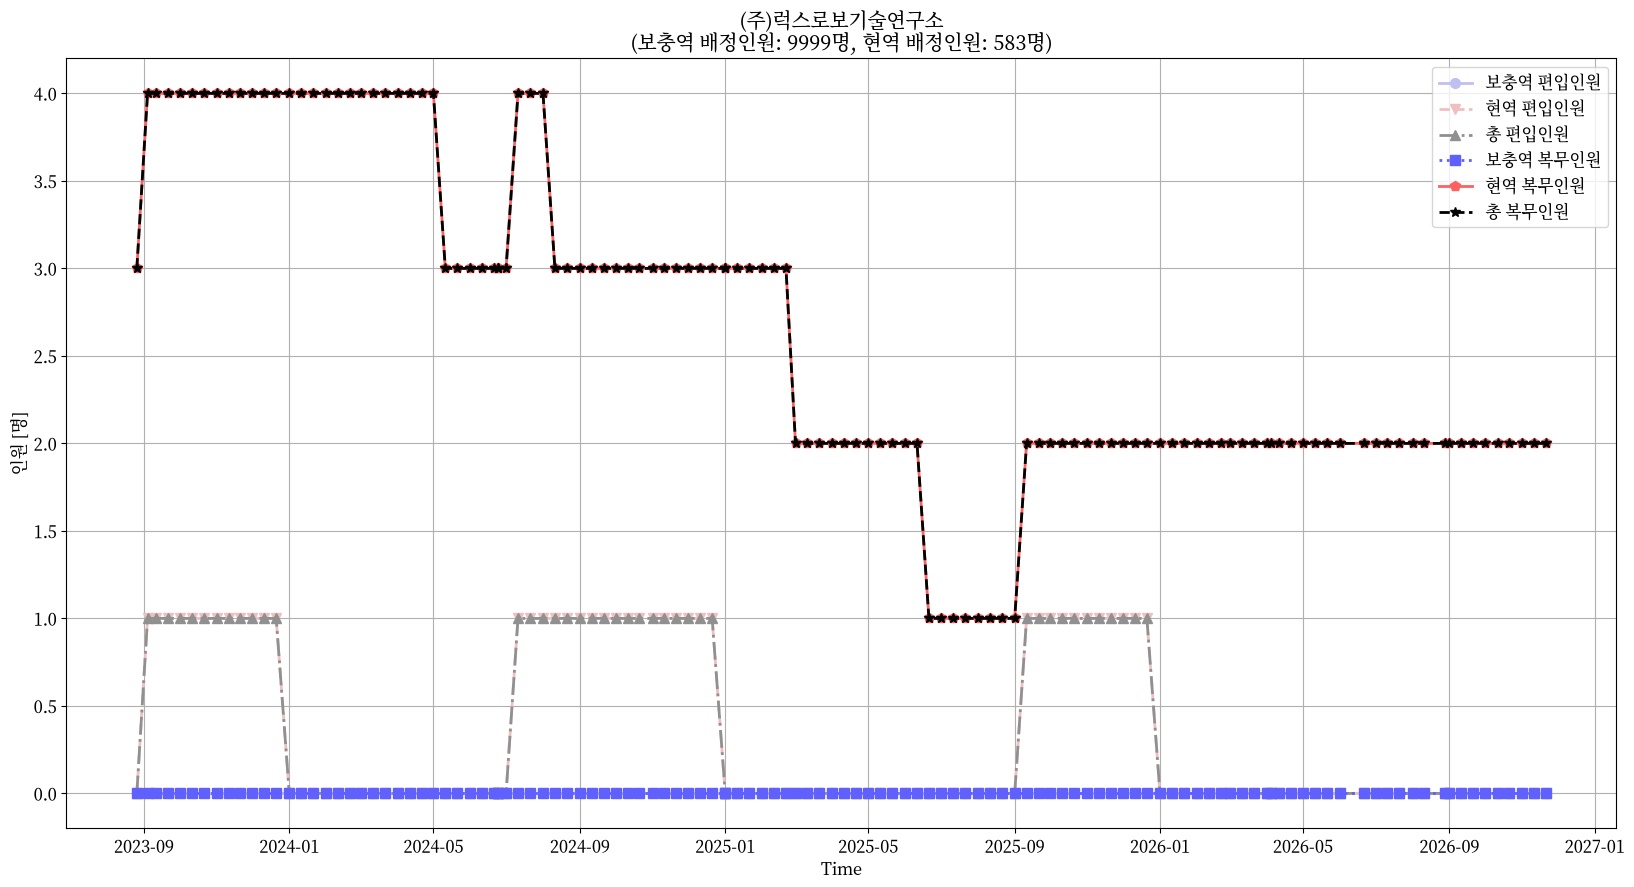 (주)럭스로보기술연구소
(보충역 배정인원: 9999명, 현역 배정인원: 583명)
보충역 편입인원
현역 편입인원
총 편입인원
보충역 복무인원
현역 복무인원
총 복무인원
인원 [명]
4.0
3.5
3.0
2.5
2.0
1.5
1.0
0.5
0.0
2023-09
2024-01
2024-05
2024-09
2025-01
2025-05
2025-09
2026-01
2026-05
2026-09
2027-01
Time